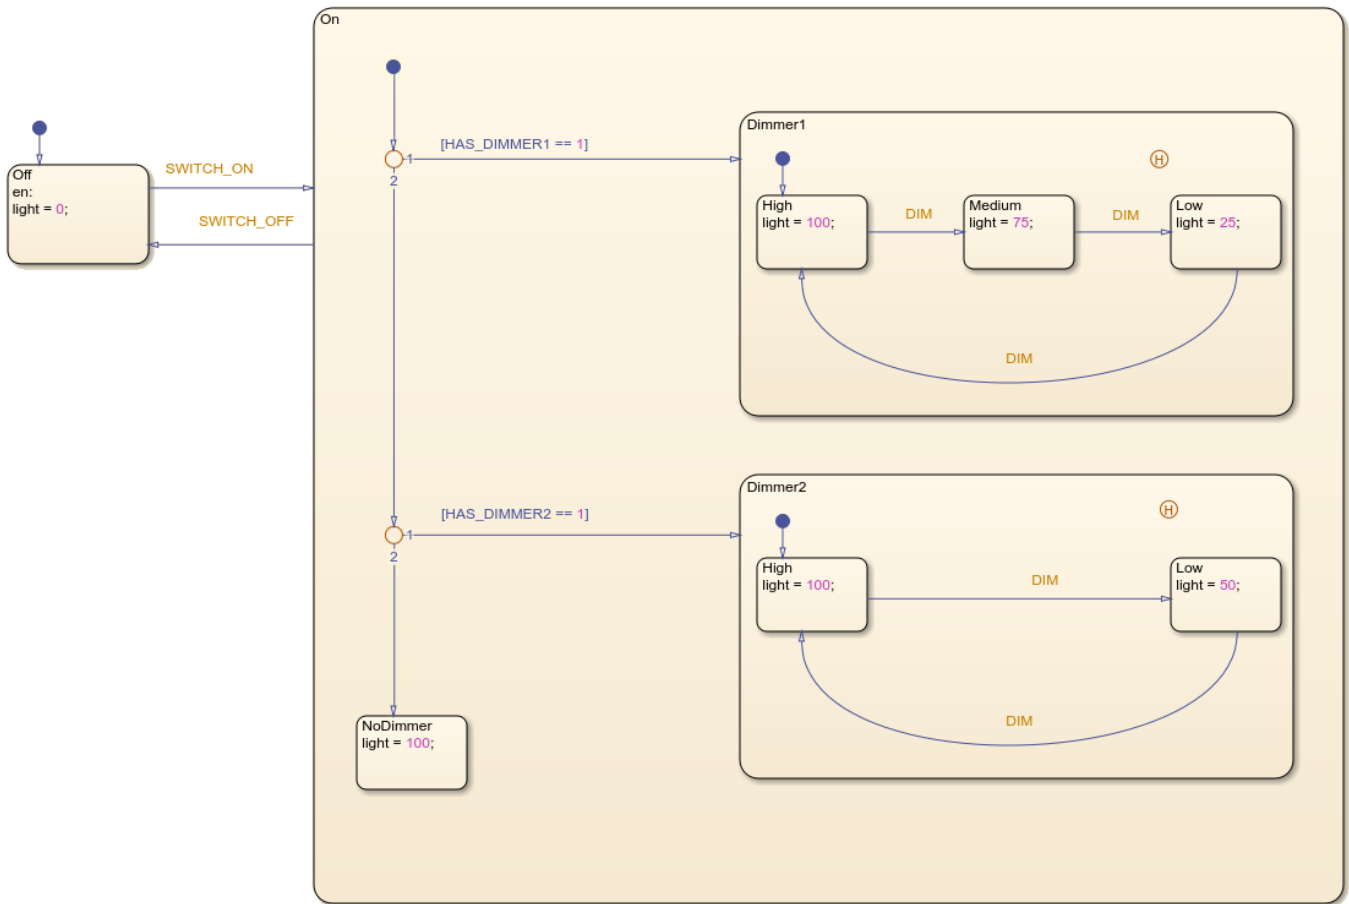 On
Off
en:
light = 0;
SWITCH_ON
SWITCH_OFF
1
[HAS_DIMMER1 == 1]
2
Dimmer1
H
High
light = 100;
DIM
Medium
light = 75;
DIM
Low
light = 25;
DIM
1
[HAS_DIMMER2 == 1]
2
Dimmer2
H
High
light = 100;
DIM
Low
light = 50;
DIM
NoDimmer
light = 100;